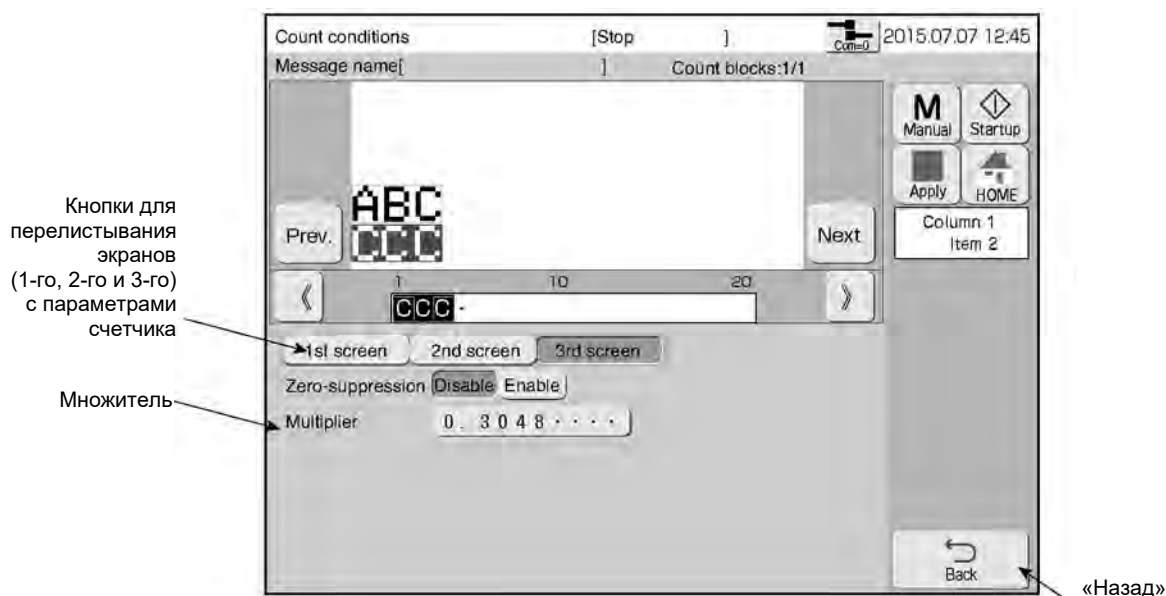 Count conditions [Stop ] Com=0 2015.07.07 12:45
Message name[ ] Count blocks:1/1
M
Manual
Startup
Apply
HOME
Column 1
Item 2
ABC
CCC
Prev.
Next
《
1 10 20
CCC
》
Кнопки для
перелистывания
экранов
(1-го, 2-го и 3-го)
с параметрами
счетчика
1st screen 2nd screen 3rd screen
Zero-suppression Disable Enable
Множитель
Multiplier 0. 3048····
Back
«Назад»